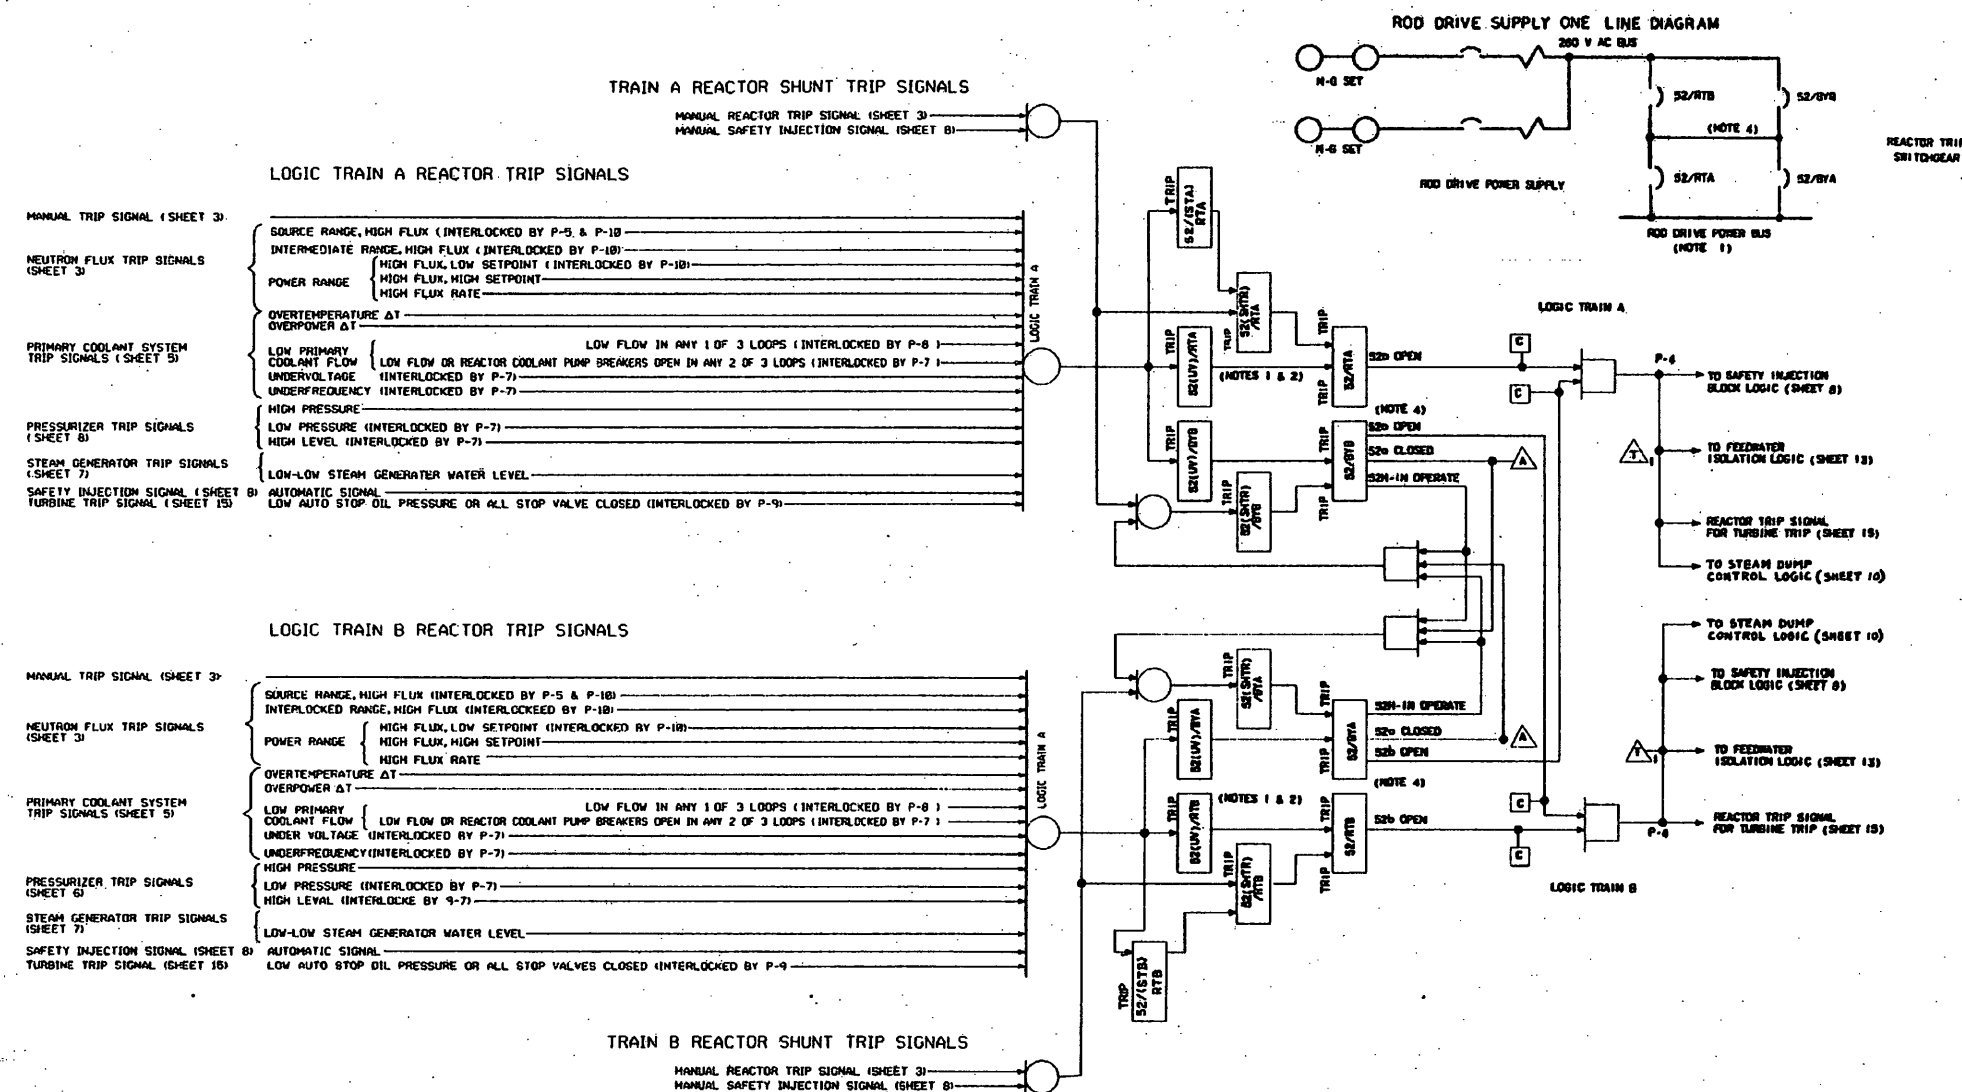 ROD DRIVE SUPPLY ONE LINE DIAGRAM
260 V AC BUS
M-G SET
M-G SET
52/RTB
52/BYB
(NOTE 4)
52/RTA
52/BYA
REACTOR TRIP
SWITCHGEAR
ROD DRIVE POWER SUPPLY
ROD DRIVE POWER BUS
(NOTE 1)
TRAIN A REACTOR SHUNT TRIP SIGNALS
MANUAL REACTOR TRIP SIGNAL (SHEET 3)
MANUAL SAFETY INJECTION SIGNAL (SHEET 8)
LOGIC TRAIN A REACTOR TRIP SIGNALS
MANUAL TRIP SIGNAL (SHEET 3)
NEUTRON FLUX TRIP SIGNALS
(SHEET 3)
SOURCE RANGE, HIGH FLUX (INTERLOCKED BY P-5 & P-10
INTERMEDIATE RANGE, HIGH FLUX (INTERLOCKED BY P-10)
POWER RANGE
HIGH FLUX, LOW SETPOINT (INTERLOCKED BY P-10)
HIGH FLUX, HIGH SETPOINT
HIGH FLUX RATE
PRIMARY COOLANT SYSTEM
TRIP SIGNALS (SHEET 5)
OVERTEMPERATURE ΔT
OVERPOWER ΔT
LOW PRIMARY
COOLANT FLOW
LOW FLOW IN ANY 1 OF 3 LOOPS (INTERLOCKED BY P-8 )
LOW FLOW OR REACTOR COOLANT PUMP BREAKERS OPEN IN ANY 2 OF 3 LOOPS (INTERLOCKED BY P-7 )
UNDERVOLTAGE (INTERLOCKED BY P-7)
UNDERFREQUENCY (INTERLOCKED BY P-7)
PRESSURIZER TRIP SIGNALS
(SHEET 8)
HIGH PRESSURE
LOW PRESSURE (INTERLOCKED BY P-7)
HIGH LEVEL (INTERLOCKED BY P-7)
STEAM GENERATOR TRIP SIGNALS
(SHEET 7)
LOW-LOW STEAM GENERATER WATER LEVEL
SAFETY INJECTION SIGNAL (SHEET 8) AUTOMATIC SIGNAL
TURBINE TRIP SIGNAL (SHEET 15) LOW AUTO STOP OIL PRESSURE OR ALL STOP VALVE CLOSED (INTERLOCKED BY P-9)
LOGIC TRAIN A
TRIP
52/(STA)
RTA
TRIP
52(SHTR)
/RTA
TRIP
52(UV)/RTA
(NOTES 1 & 2)
TRIP
TRIP
52/RTA
52b OPEN
(NOTE 4)
TRIP
52(UV)/BYB
TRIP
52(SHTR)
/BYB
TRIP
TRIP
52/BYB
52b OPEN
52a CLOSED
52H-IN OPERATE
A
LOGIC TRAIN A
C
C
P-4
TO SAFETY INJECTION
BLOCK LOGIC (SHEET 8)
T
1
TO FEEDWATER
ISOLATION LOGIC (SHEET 13)
REACTOR TRIP SIGNAL
FOR TURBINE TRIP (SHEET 15)
TO STEAM DUMP
CONTROL LOGIC (SHEET 10)
LOGIC TRAIN B REACTOR TRIP SIGNALS
MANUAL TRIP SIGNAL (SHEET 3)
NEUTRON FLUX TRIP SIGNALS
(SHEET 3)
SOURCE RANGE, HIGH FLUX (INTERLOCKED BY P-5 & P-10)
INTERLOCKED RANGE, HIGH FLUX (INTERLOCKEED BY P-10)
POWER RANGE
HIGH FLUX, LOW SETPOINT (INTERLOCKED BY P-10)
HIGH FLUX, HIGH SETPOINT
HIGH FLUX RATE
PRIMARY COOLANT SYSTEM
TRIP SIGNALS (SHEET 5)
OVERTEMPERATURE ΔT
OVERPOWER ΔT
LOW PRIMARY
COOLANT FLOW
LOW FLOW IN ANY 1 OF 3 LOOPS (INTERLOCKED BY P-8 )
LOW FLOW OR REACTOR COOLANT PUMP BREAKERS OPEN IN ANY 2 OF 3 LOOPS (INTERLOCKED BY P-7 )
UNDER VOLTAGE (INTERLOCKED BY P-7)
UNDERFREQUENCY(INTERLOCKED BY P-7)
PRESSURIZER TRIP SIGNALS
(SHEET 6)
HIGH PRESSURE
LOW PRESSURE (INTERLOCKED BY P-7)
HIGH LEVAL (INTERLOCKE BY 9-7)
STEAM GENERATOR TRIP SIGNALS
(SHEET 7)
LOW-LOW STEAM GENERATOR WATER LEVEL
SAFETY INJECTION SIGNAL (SHEET 8) AUTOMATIC SIGNAL
TURBINE TRIP SIGNAL (SHEET 15) LOW AUTO STOP OIL PRESSURE OR ALL STOP VALVES CLOSED (INTERLOCKED BY P-9
LOGIC TRAIN A
TRIP
52(SHTR)
/BYA
TRIP
52(UV)/BYA
TRIP
TRIP
52/BYA
52H-IN OPERATE
52a CLOSED
52b OPEN
A
(NOTE 4)
TRIP
52(UV)/RTB
(NOTES 1 & 2)
TRIP
52(SHTR)
/RTB
TRIP
TRIP
52/RTB
52b OPEN
TRIP
52/(STB)
RTB
C
C
P-4
LOGIC TRAIN B
TO STEAM DUMP
CONTROL LOGIC (SHEET 10)
TO SAFETY INJECTION
BLOCK LOGIC (SHEET 8)
T
1
TO FEEDWATER
ISOLATION LOGIC (SHEET 13)
REACTOR TRIP SIGNAL
FOR TURBINE TRIP (SHEET 15)
TRAIN B REACTOR SHUNT TRIP SIGNALS
MANUAL REACTOR TRIP SIGNAL (SHEET 3)
MANUAL SAFETY INJECTION SIGNAL (SHEET 8)